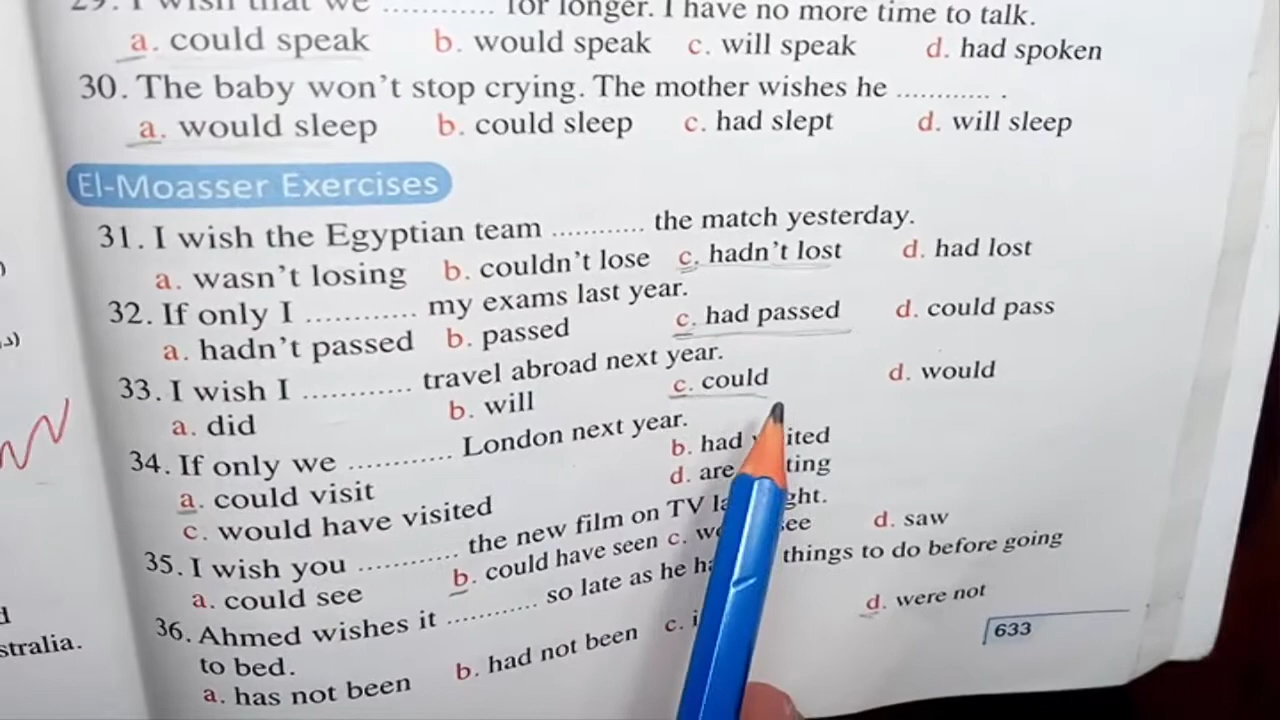 29. I wish that we ............ for longer. I have no more time to talk.
a. could speak b. would speak c. will speak d. had spoken
30. The baby won't stop crying. The mother wishes he ............ .
a. would sleep b. could sleep c. had slept d. will sleep
El-Moasser Exercises
31. I wish the Egyptian team ............ the match yesterday.
a. wasn't losing b. couldn't lose c. hadn't lost d. had lost
32. If only I ............ my exams last year.
a. hadn't passed b. passed c. had passed d. could pass
33. I wish I ............ travel abroad next year.
a. did b. will c. could d. would
34. If only we ............ London next year.
a. could visit b. had
c. would have visited d. are
35. I wish you ............ the new film on TV
a. could see b. could have seen c. d. saw
36. Ahmed wishes it ............ so late as he things to do before going
to bed.
a. has not been b. had not been c. d. were not
633
stralia.